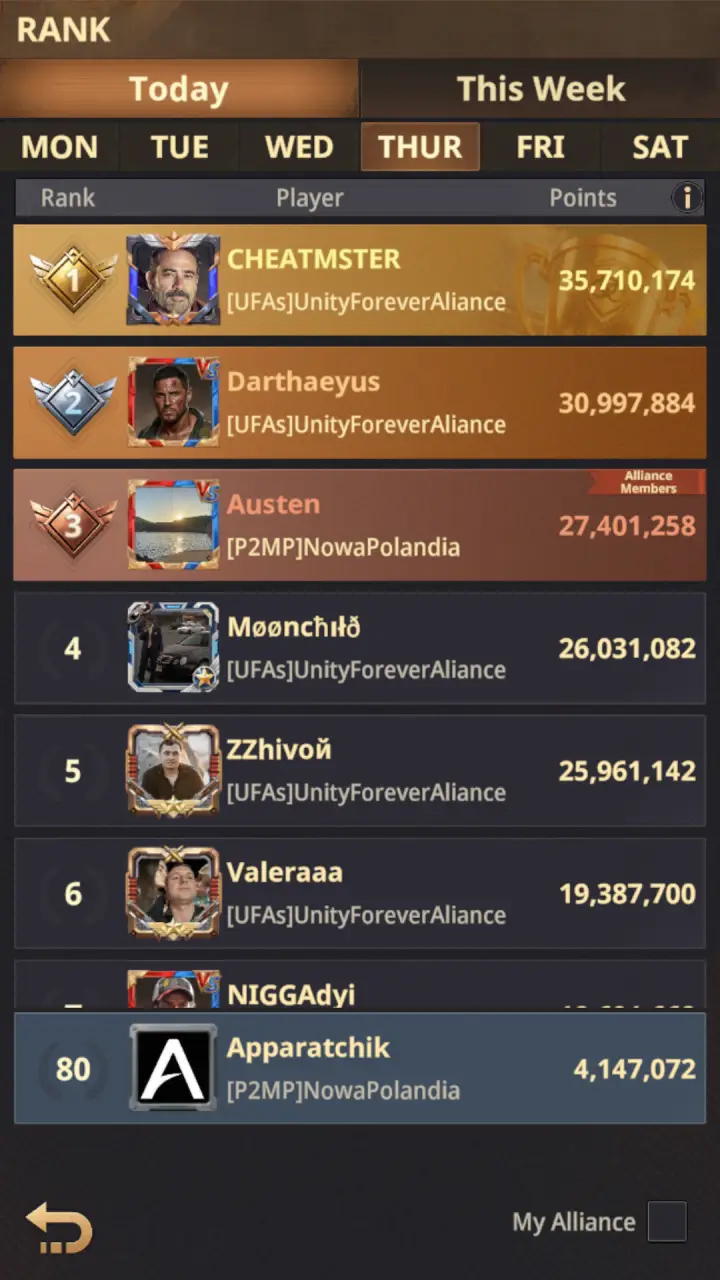 RANK
Today
This Week
MON TUE WED THUR FRI SAT
Rank Player Points i
1
CHEATMSTER
[UFAs]UnityForeverAliance
35,710,174
2
VS
Darthaeyus
[UFAs]UnityForeverAliance
30,997,884
Alliance
Members
3
VS
Austen
[P2MP]NowaPolandia
27,401,258
4
Møøncħıłð
[UFAs]UnityForeverAliance
26,031,082
5
ZZhivoй
[UFAs]UnityForeverAliance
25,961,142
6
Valeraaa
[UFAs]UnityForeverAliance
19,387,700
VS
NIGGAdyi
80
Apparatchik
[P2MP]NowaPolandia
4,147,072
My Alliance